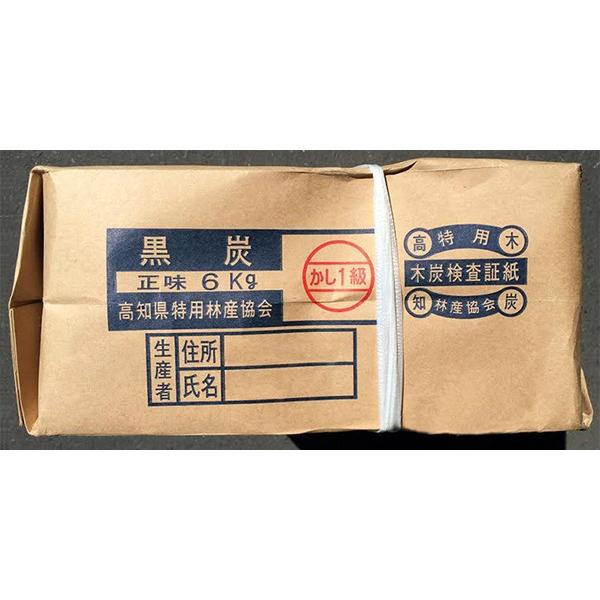 黒炭
正味 6 Kg
高知県特用林産協会
かし1級
生産者
住所
氏名
高特用木
木炭検査証紙
知林産協会炭